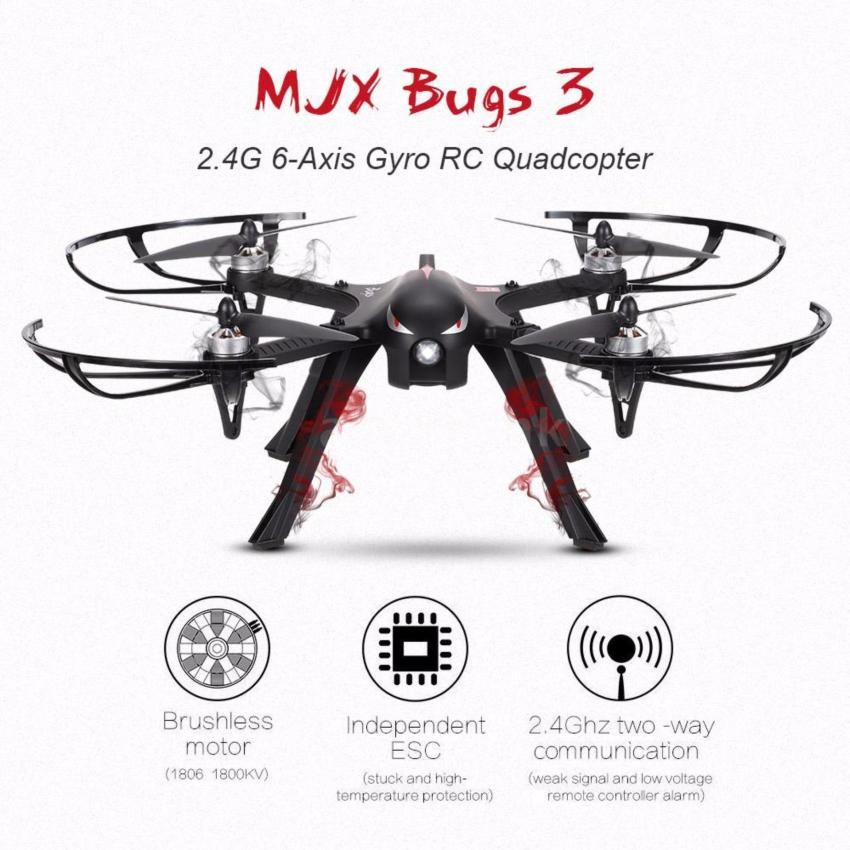 MJX Bugs 3
2.4G 6-Axis Gyro RC Quadcopter
Brushless
motor
(1806 1800KV)
Independent
ESC
(stuck and high-
temperature protection)
2.4Ghz two -way
communication
(weak signal and low voltage
remote controller alarm)